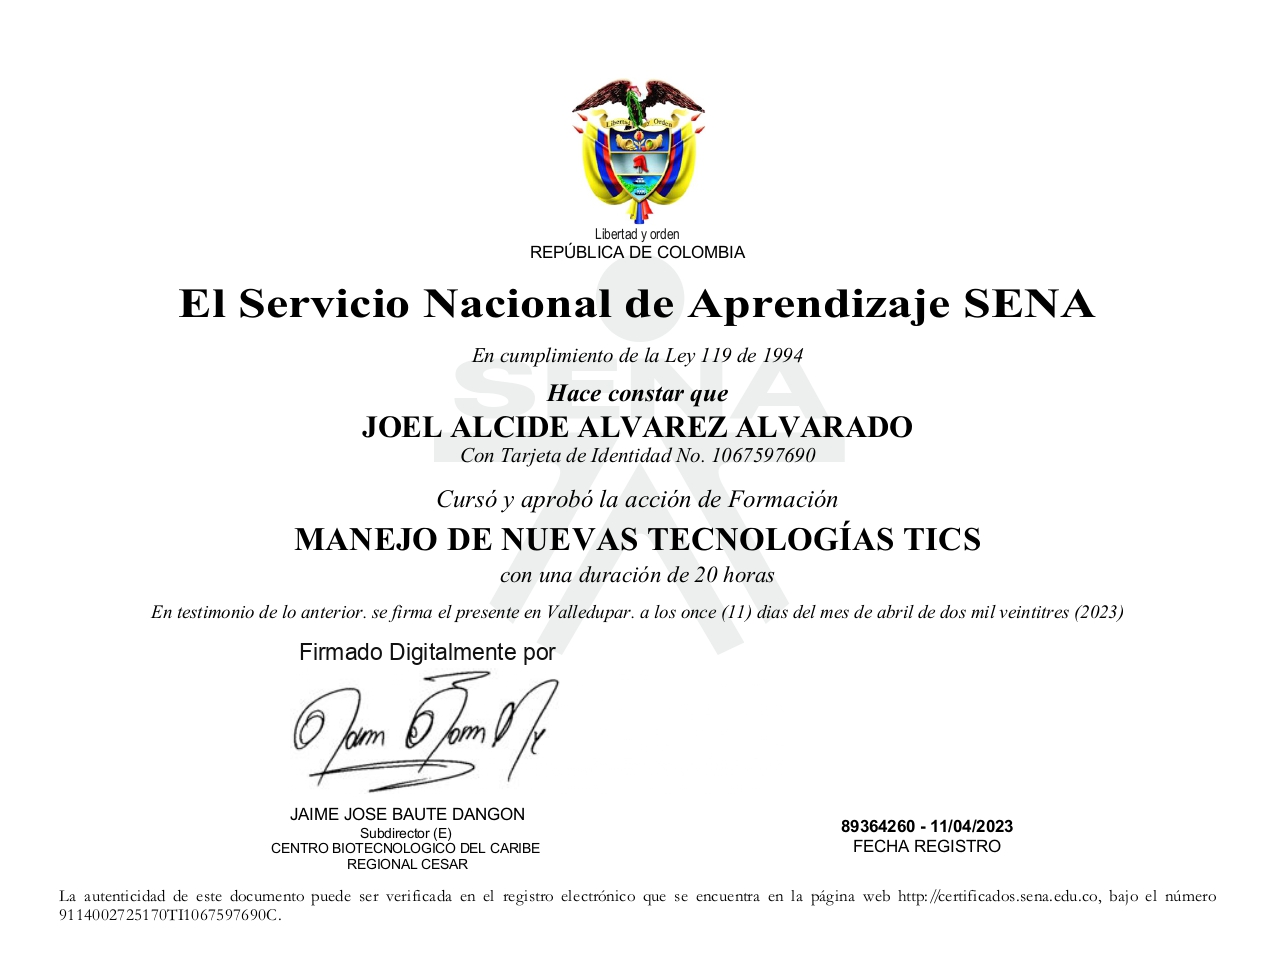 Libertad y Orden
Libertad y orden
REPÚBLICA DE COLOMBIA
El Servicio Nacional de Aprendizaje SENA
En cumplimiento de la Ley 119 de 1994
SENA
Hace constar que
JOEL ALCIDE ALVAREZ ALVARADO
Con Tarjeta de Identidad No. 1067597690
Cursó y aprobó la acción de Formación
MANEJO DE NUEVAS TECNOLOGÍAS TICS
con una duración de 20 horas
En testimonio de lo anterior. se firma el presente en Valledupar. a los once (11) dias del mes de abril de dos mil veintitres (2023)
Firmado Digitalmente por
JAIME JOSE BAUTE DANGON
Subdirector (E)
CENTRO BIOTECNOLOGICO DEL CARIBE
REGIONAL CESAR
89364260 - 11/04/2023
FECHA REGISTRO
La autenticidad de este documento puede ser verificada en el registro electrónico que se encuentra en la página web http://certificados.sena.edu.co, bajo el número
9114002725170TI1067597690C.